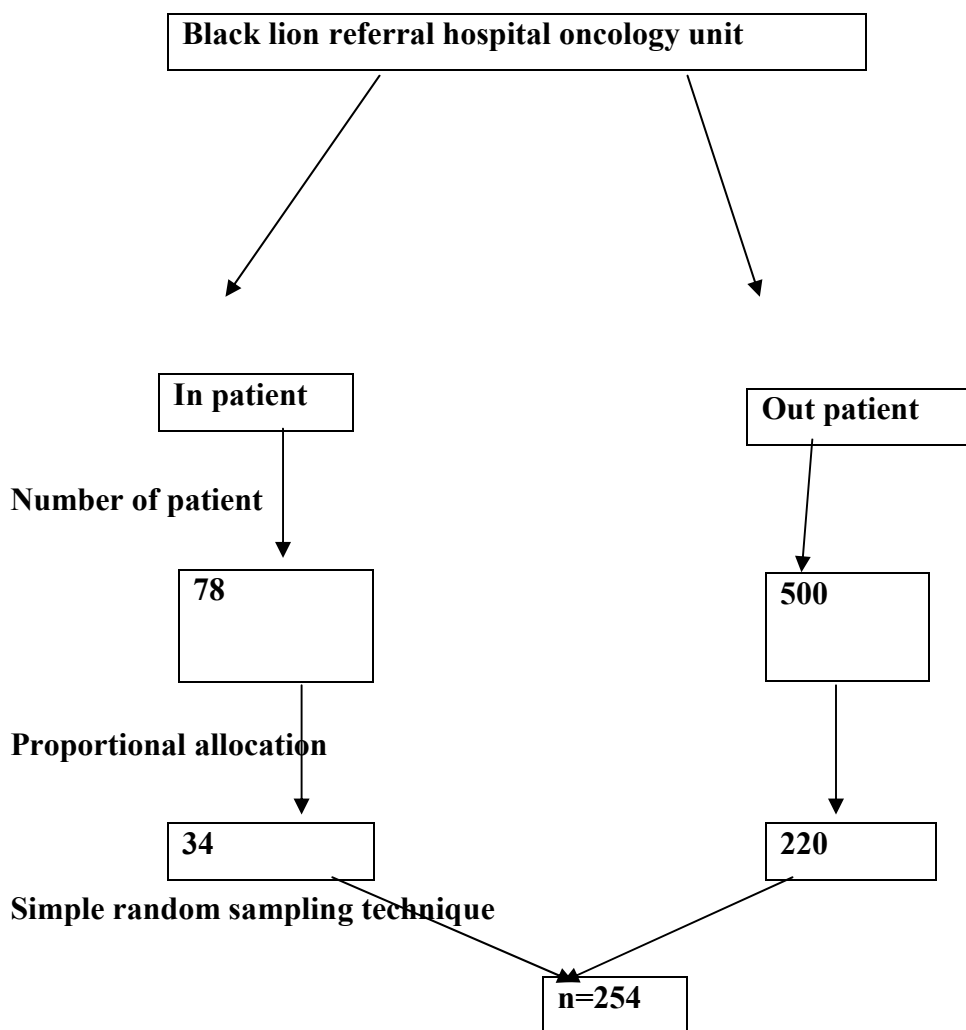 Black lion referral hospital oncology unit
In patient
Out patient
Number of patient
78
500
Proportional allocation
34
220
Simple random sampling technique
n=254